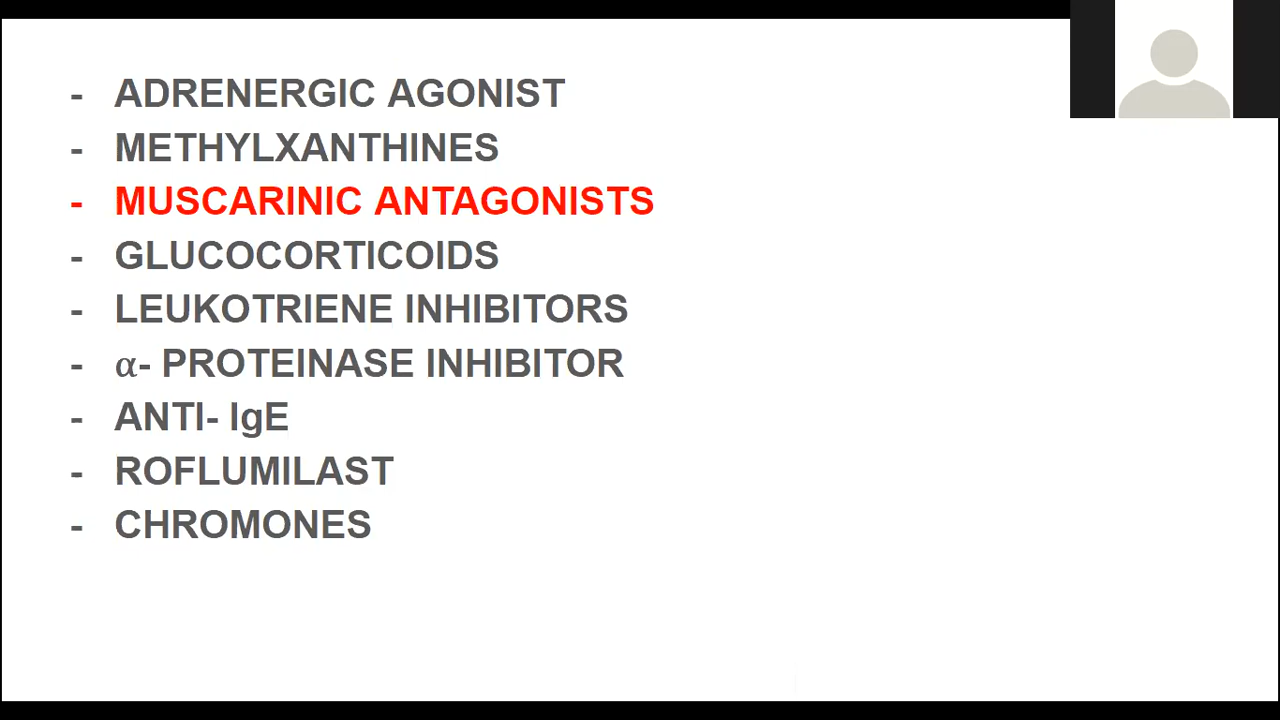 - ADRENERGIC AGONIST
- METHYLXANTHINES
- MUSCARINIC ANTAGONISTS
- GLUCOCORTICOIDS
- LEUKOTRIENE INHIBITORS
- α- PROTEINASE INHIBITOR
- ANTI- IgE
- ROFLUMILAST
- CHROMONES